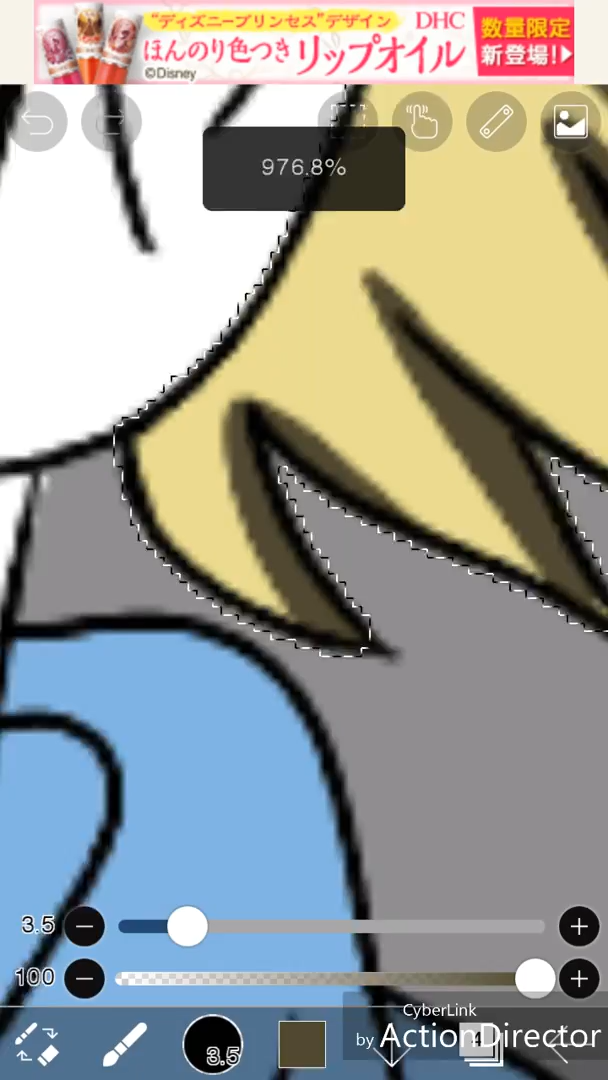 “ディズニープリンセス”デザイン
DHC
ほんのり色つきリップオイル
©Disney
数量限定
新登場!
976.8%
3.5
100
3.5
CyberLink
by ActionDirector